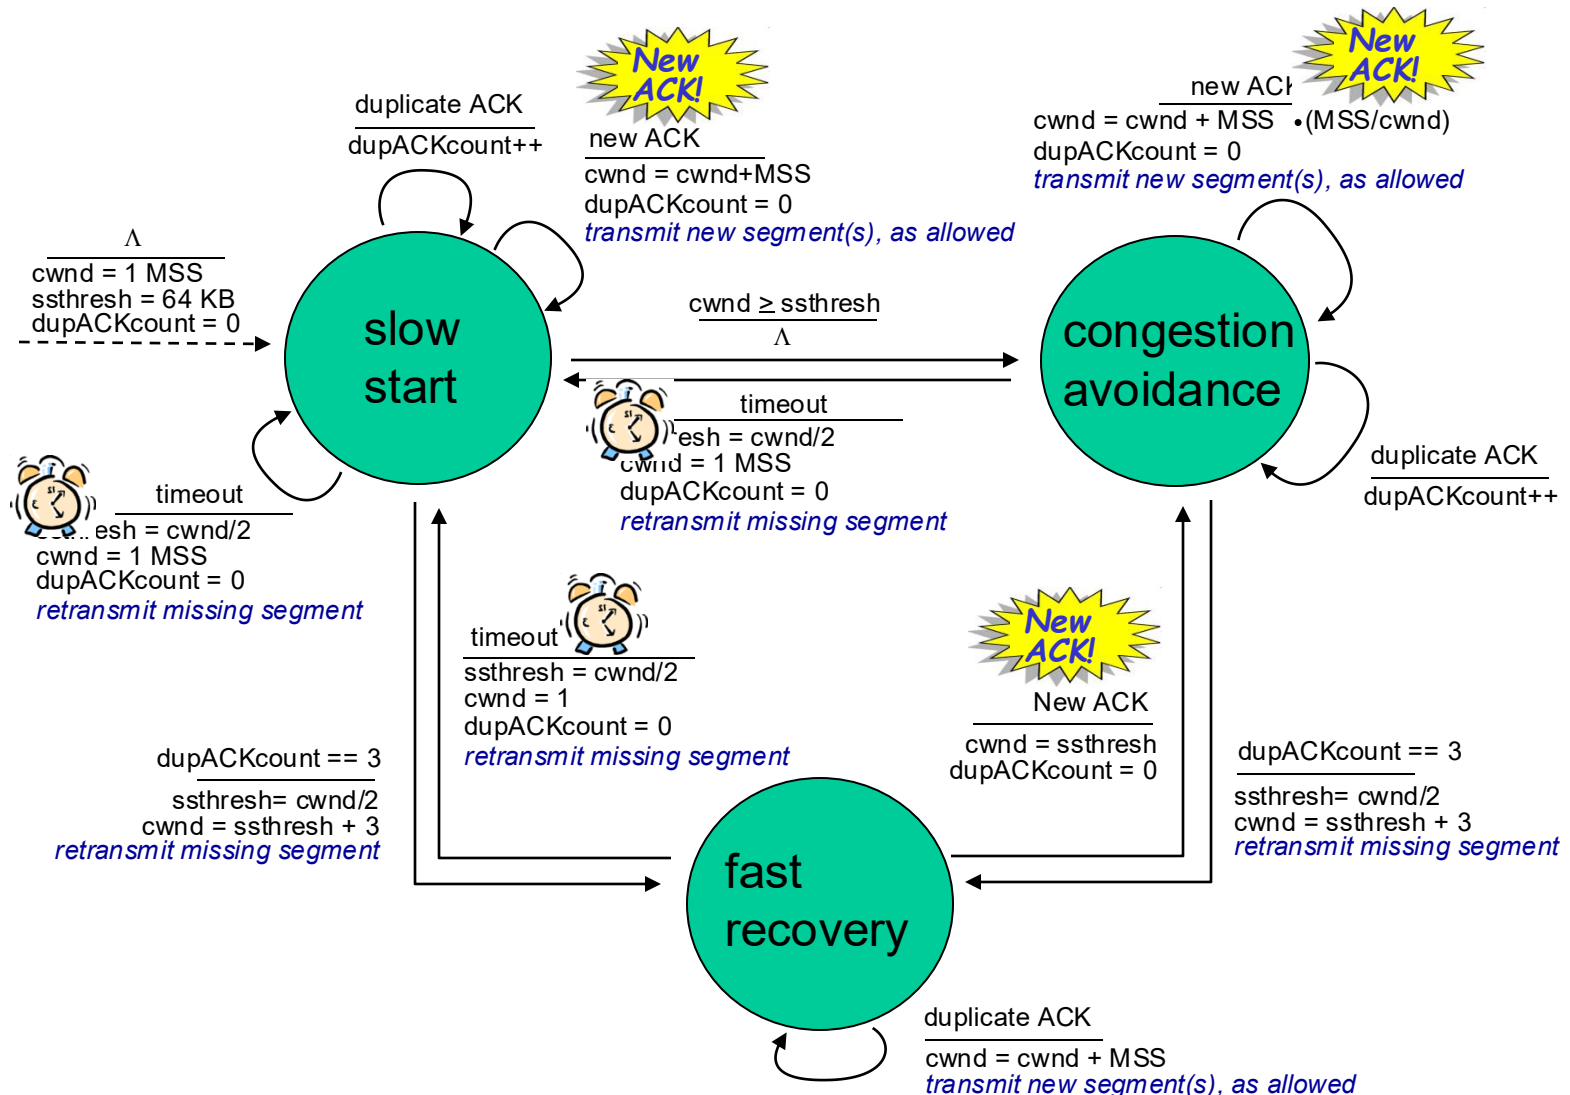 New
ACK!
duplicate ACK
dupACKcount++
new ACK
cwnd = cwnd+MSS
dupACKcount = 0
transmit new segment(s), as allowed
New
ACK!
new ACK
cwnd = cwnd + MSS •(MSS/cwnd)
dupACKcount = 0
transmit new segment(s), as allowed
Λ
cwnd = 1 MSS
ssthresh = 64 KB
dupACKcount = 0
slow
start
cwnd ≥ ssthresh
Λ
congestion
avoidance
timeout
esh = cwnd/2
cwnd = 1 MSS
dupACKcount = 0
retransmit missing segment
duplicate ACK
dupACKcount++
timeout
esh = cwnd/2
cwnd = 1 MSS
dupACKcount = 0
retransmit missing segment
timeout
ssthresh = cwnd/2
cwnd = 1
dupACKcount = 0
retransmit missing segment
New
ACK!
New ACK
cwnd = ssthresh
dupACKcount = 0
dupACKcount == 3
ssthresh= cwnd/2
cwnd = ssthresh + 3
retransmit missing segment
dupACKcount == 3
ssthresh= cwnd/2
cwnd = ssthresh + 3
retransmit missing segment
fast
recovery
duplicate ACK
cwnd = cwnd + MSS
transmit new segment(s), as allowed